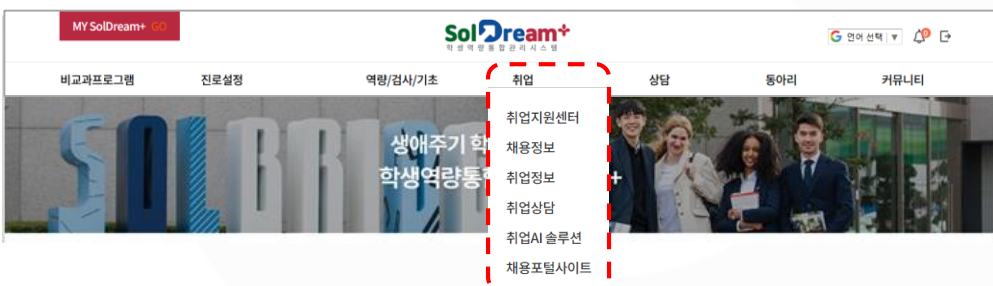 MY SolDream+ GO
SolDream+
학생역량통합관리시스템
G 언어 선택 | ▼
0
비교과프로그램 진로설정 역량/검사/기초 취업 상담 동아리 커뮤니티
취업지원센터
채용정보
취업정보
취업상담
취업AI 솔루션
채용포털사이트
생애주기 학
학생역량통
+
SOLBRIDGE